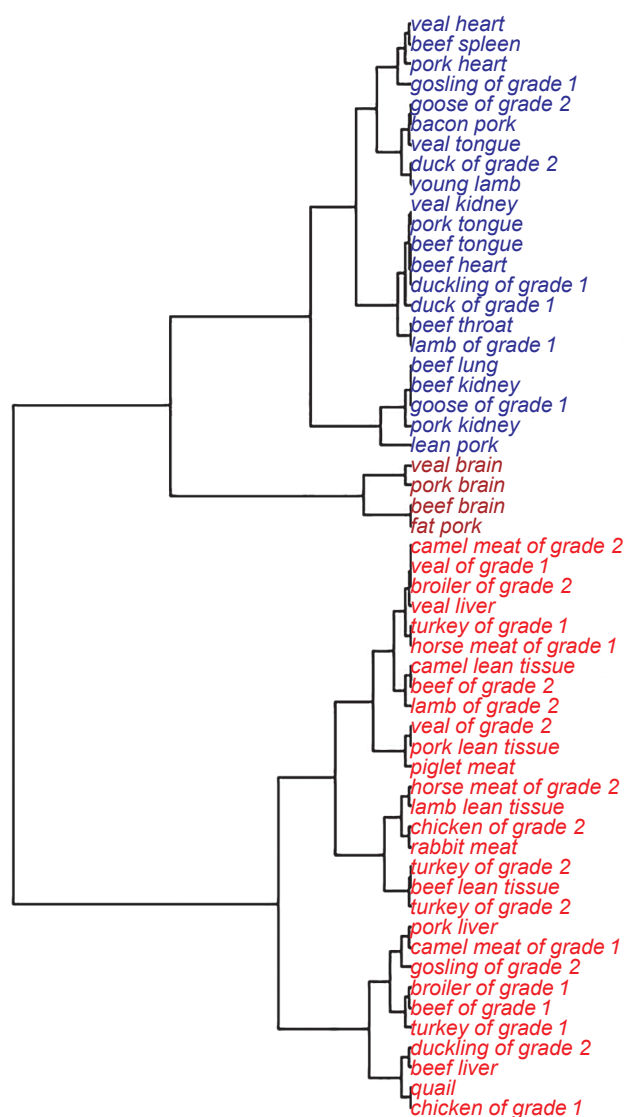 veal heart
beef spleen
pork heart
gosling of grade 1
goose of grade 2
bacon pork
veal tongue
duck of grade 2
young lamb
veal kidney
pork tongue
beef tongue
beef heart
duckling of grade 1
duck of grade 1
beef throat
lamb of grade 1
beef lung
beef kidney
goose of grade 1
pork kidney
lean pork
veal brain
pork brain
beef brain
fat pork
camel meat of grade 2
veal of grade 1
broiler of grade 2
veal liver
turkey of grade 1
horse meat of grade 1
camel lean tissue
beef of grade 2
lamb of grade 2
veal of grade 2
pork lean tissue
piglet meat
horse meat of grade 2
lamb lean tissue
chicken of grade 2
rabbit meat
turkey of grade 2
beef lean tissue
turkey of grade 2
pork liver
camel meat of grade 1
gosling of grade 2
broiler of grade 1
beef of grade 1
turkey of grade 1
duckling of grade 2
beef liver
quail
chicken of grade 1